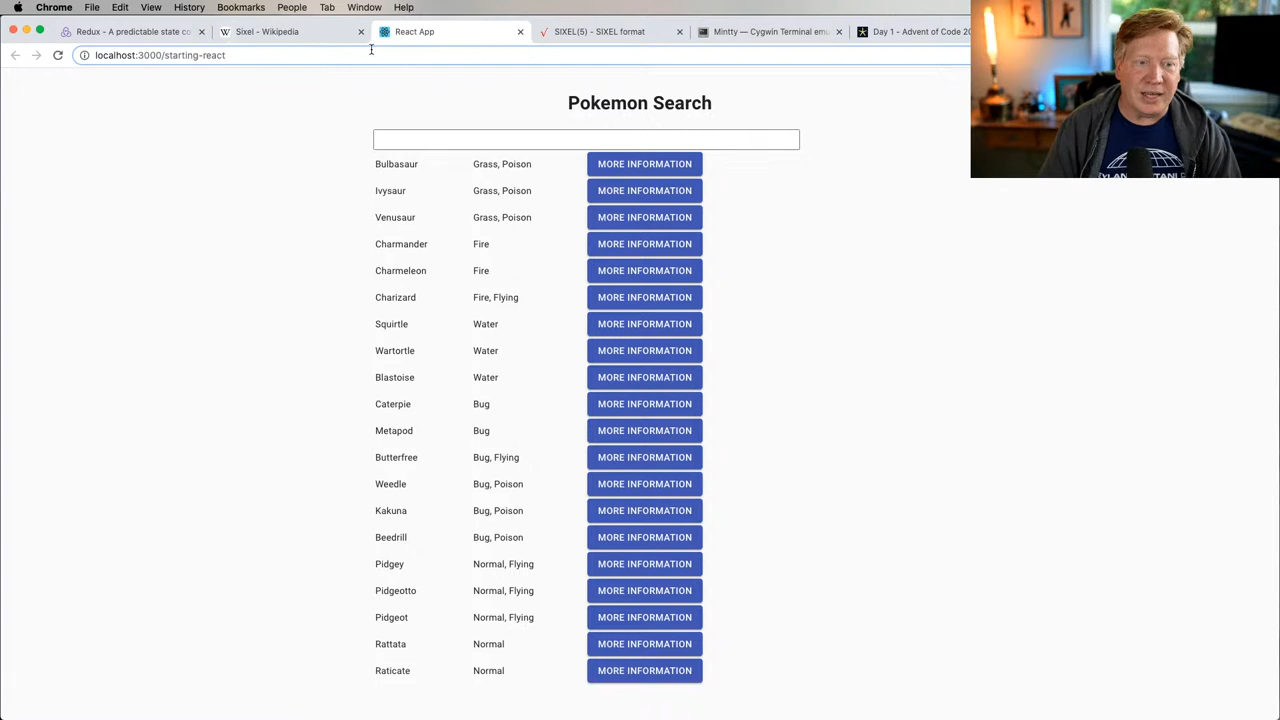 Chrome File Edit View History Bookmarks People Tab Window Help
Redux - A predictable state co
Sixel - Wikipedia
React App
SIXEL(5) - SIXEL format
Mintty — Cygwin Terminal emu
Day 1 - Advent of Code 20
localhost:3000/starting-react
Pokemon Search
Bulbasaur Grass, Poison MORE INFORMATION
Ivysaur Grass, Poison MORE INFORMATION
Venusaur Grass, Poison MORE INFORMATION
Charmander Fire MORE INFORMATION
Charmeleon Fire MORE INFORMATION
Charizard Fire, Flying MORE INFORMATION
Squirtle Water MORE INFORMATION
Wartortle Water MORE INFORMATION
Blastoise Water MORE INFORMATION
Caterpie Bug MORE INFORMATION
Metapod Bug MORE INFORMATION
Butterfree Bug, Flying MORE INFORMATION
Weedle Bug, Poison MORE INFORMATION
Kakuna Bug, Poison MORE INFORMATION
Beedrill Bug, Poison MORE INFORMATION
Pidgey Normal, Flying MORE INFORMATION
Pidgeotto Normal, Flying MORE INFORMATION
Pidgeot Normal, Flying MORE INFORMATION
Rattata Normal MORE INFORMATION
Raticate Normal MORE INFORMATION